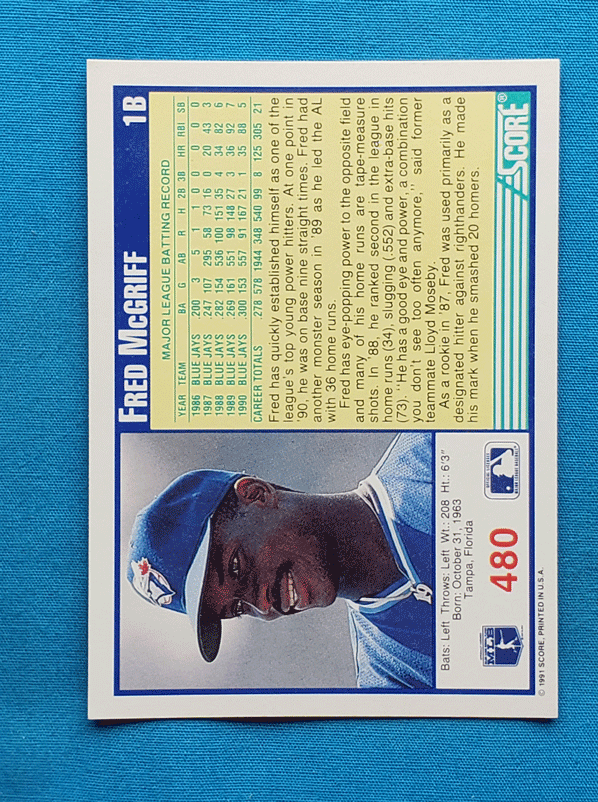 FRED McGRIFF 1B
MAJOR LEAGUE BATTING RECORD
YEAR TEAM BA G AB R H 2B 3B HR RBI SB
1986 BLUE JAYS .200 3 5 1 1 0 0 0 0 0
1987 BLUE JAYS .247 107 295 58 73 16 0 20 43 3
1988 BLUE JAYS .282 154 536 100 151 35 4 34 82 6
1989 BLUE JAYS .269 161 551 98 148 27 3 36 92 7
1990 BLUE JAYS .300 153 557 91 167 21 1 35 88 5
CAREER TOTALS .278 578 1944 348 540 99 8 125 305 21
Fred has quickly established himself as one of the
league's top young power hitters. At one point in
'90, he was on base nine straight times. Fred had
another monster season in '89 as he led the AL
with 36 home runs.
Fred has eye-popping power to the opposite field
and many of his home runs are tape-measure
shots. In '88, he ranked second in the league in
home runs (34), slugging (.552) and extra-base hits
(73). "He has a good eye and power, a combination
you don't see too often anymore," said former
teammate Lloyd Moseby.
As a rookie in '87, Fred was used primarily as a
designated hitter against righthanders. He made
his mark when he smashed 20 homers.
SCORE®
Bats: Left Throws: Left Wt.: 208 Ht.: 6'3"
Born: October 31, 1963
Tampa, Florida
MLB
480
© 1991 SCORE, PRINTED IN U.S.A.